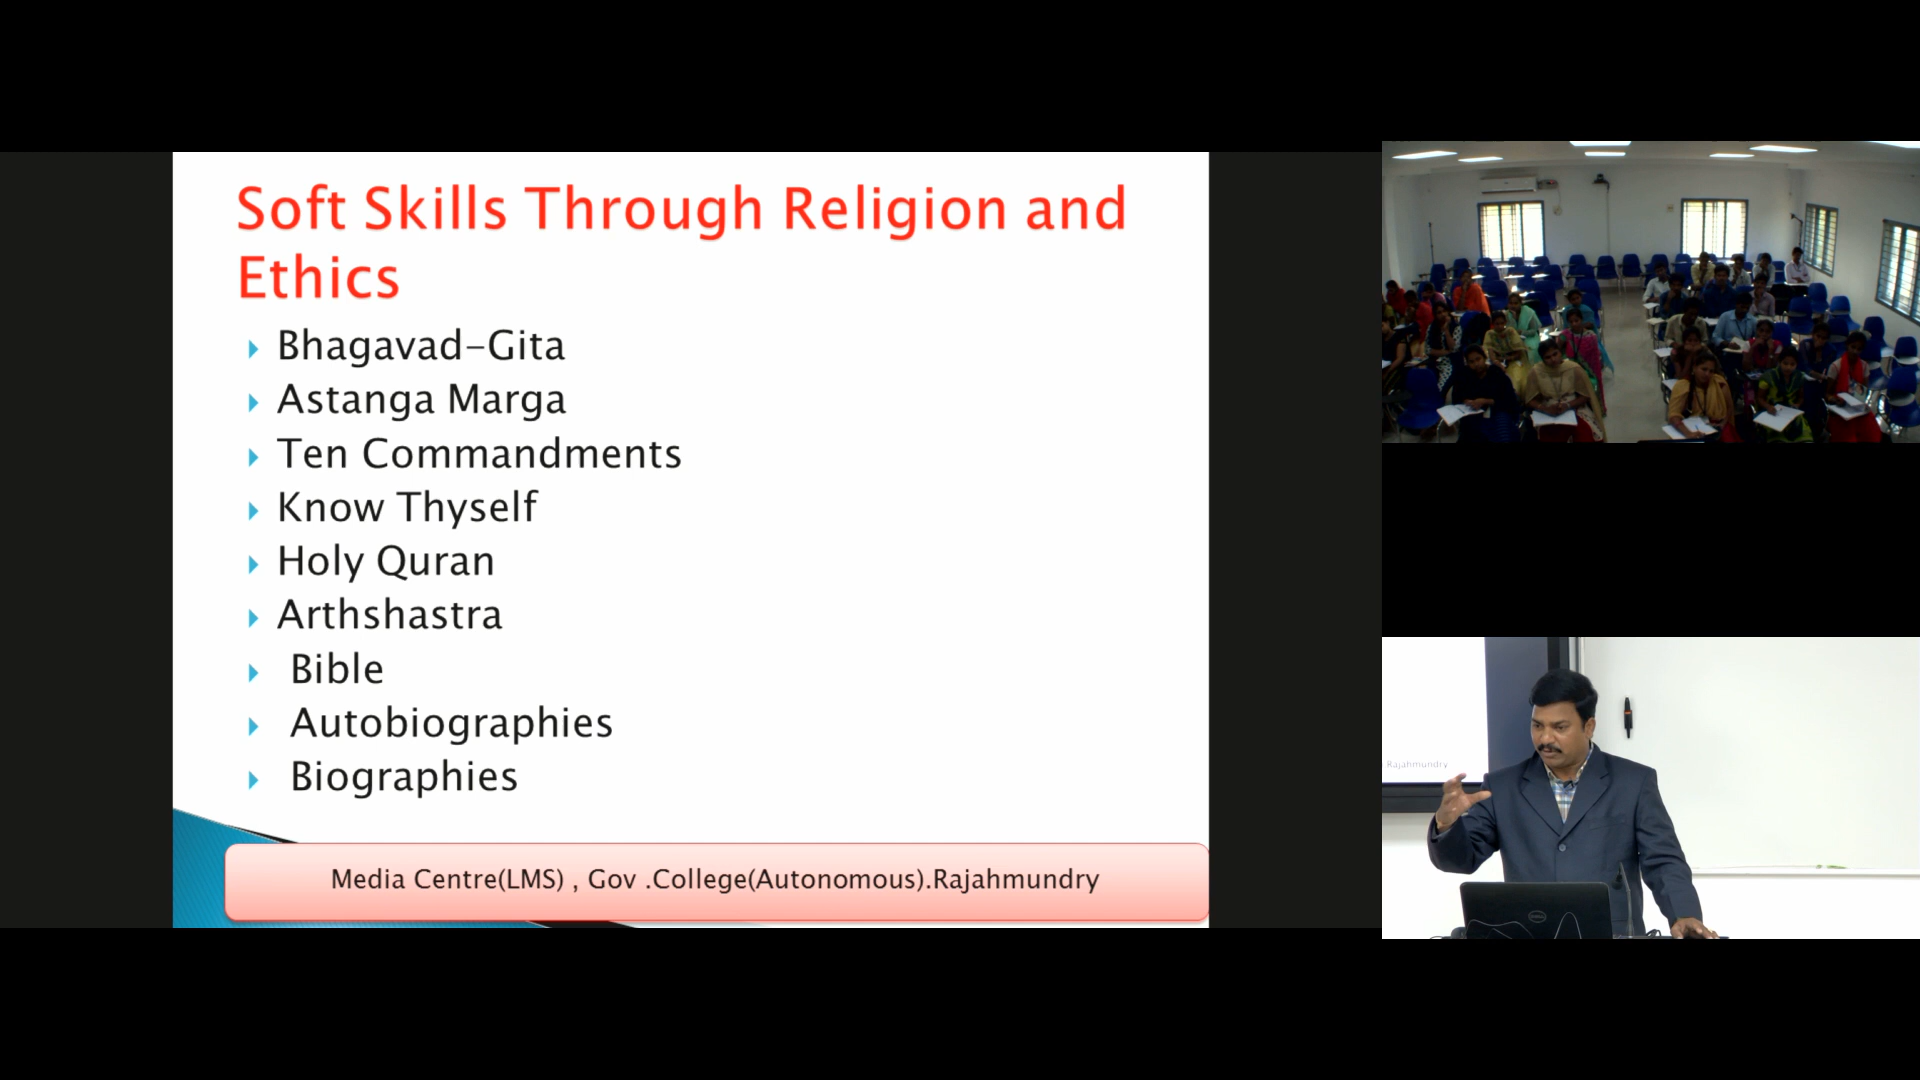 Soft Skills Through Religion and
Ethics
Bhagavad-Gita
Astanga Marga
Ten Commandments
Know Thyself
Holy Quran
Arthshastra
Bible
Autobiographies
Biographies
Media Centre(LMS) , Gov .College(Autonomous).Rajahmundry
Rajahmundry
DELL